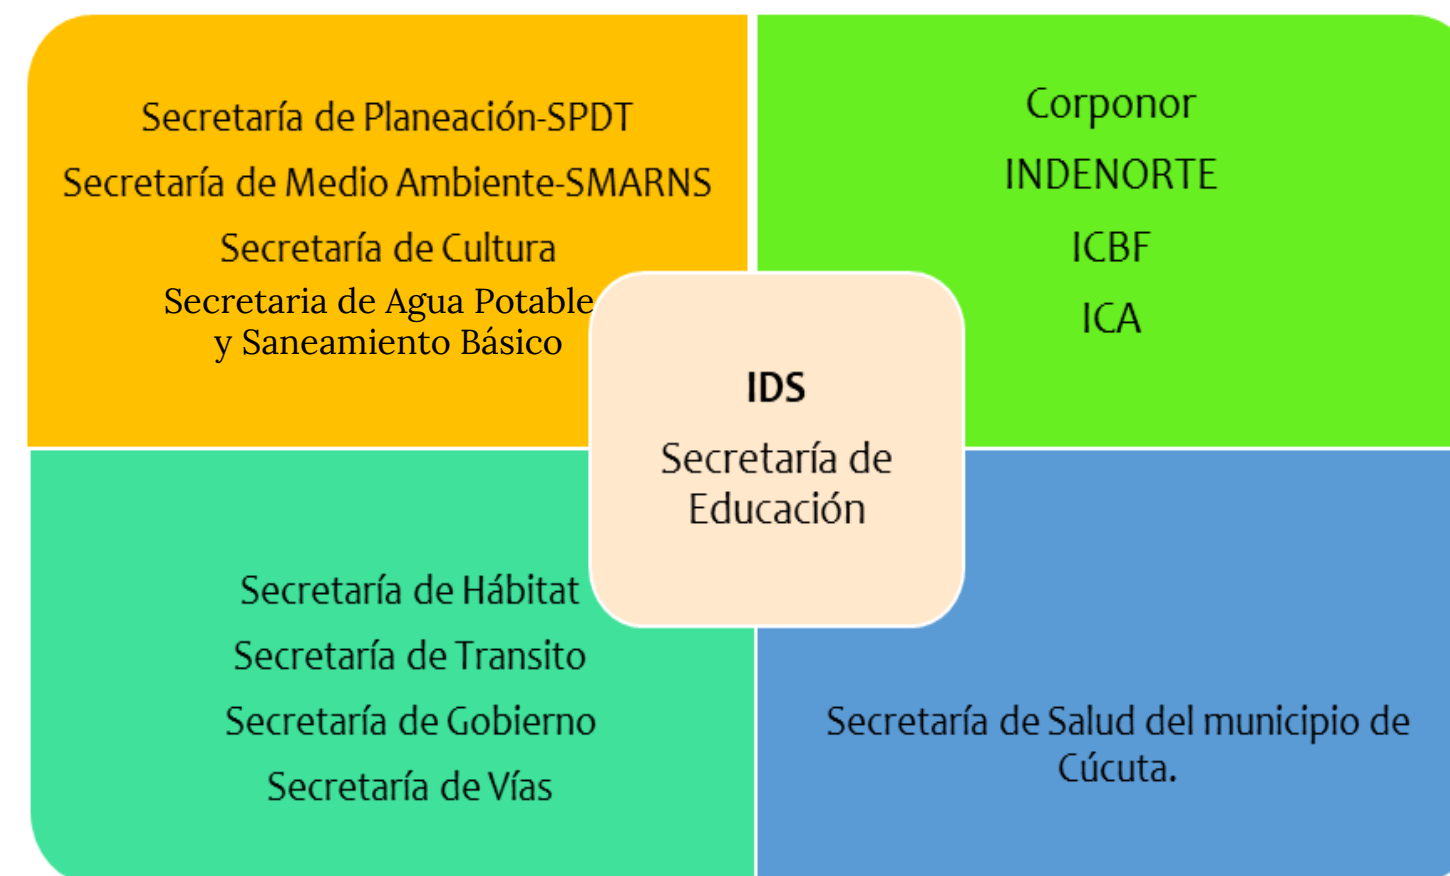 Secretaría de Planeación-SPDT
Secretaría de Medio Ambiente-SMARNS
Secretaría de Cultura
Secretaria de Agua Potable
y Saneamiento Básico
Corponor
INDENORTE
ICBF
ICA
IDS
Secretaría de
Educación
Secretaría de Hábitat
Secretaría de Transito
Secretaría de Gobierno
Secretaría de Vías
Secretaría de Salud del municipio de
Cúcuta.